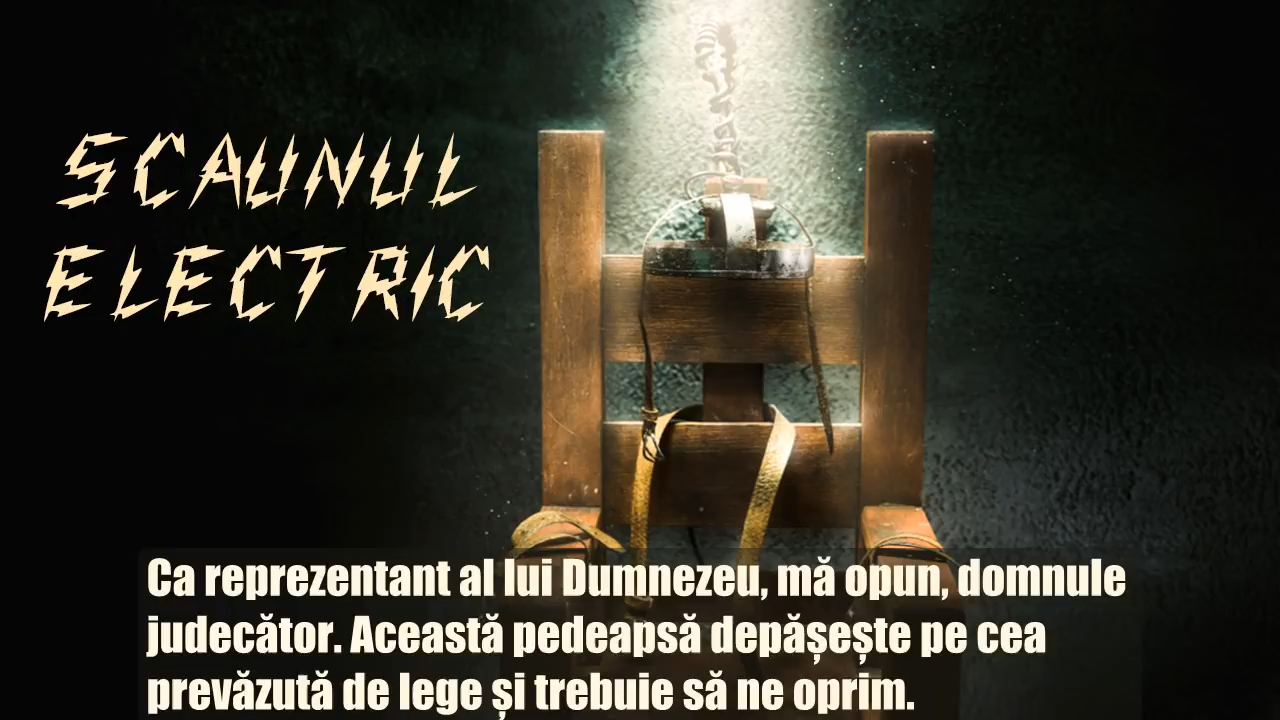 SCAUNUL
ELECTRIC
Ca reprezentant al lui Dumnezeu, mă opun, domnule
judecător. Această pedeapsă depășește pe cea
prevăzută de lege și trebuie să ne oprim.